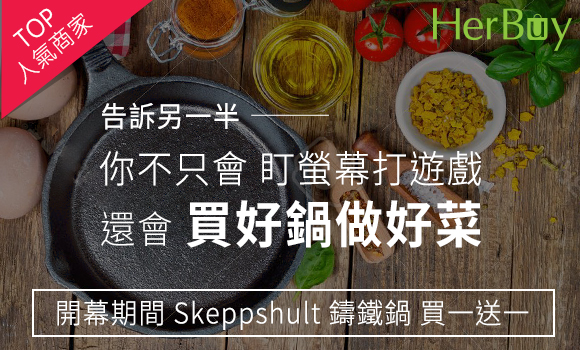 TOP
人氣商家
HerBuy
告訴另一半
你不只會 盯螢幕打遊戲
還會 買好鍋做好菜
開幕期間 Skeppshult 鑄鐵鍋 買一送一